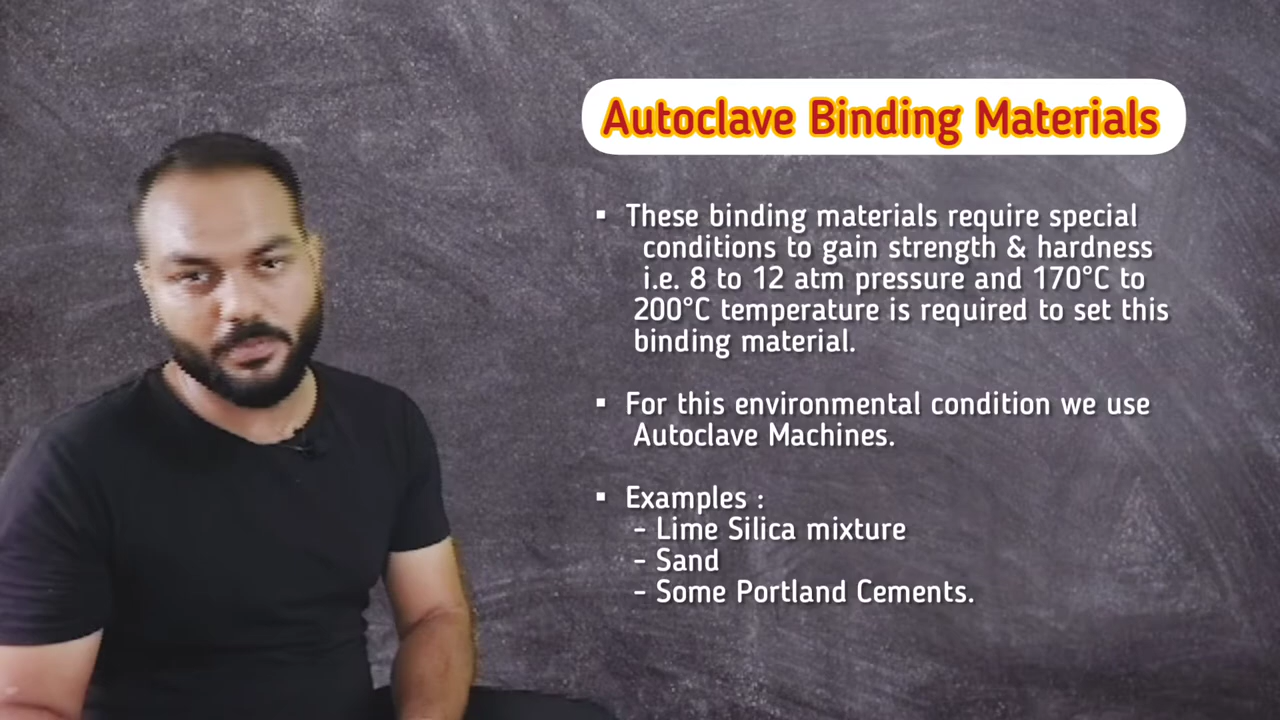 Autoclave Binding Materials
▪ These binding materials require special
conditions to gain strength & hardness
i.e. 8 to 12 atm pressure and 170°C to
200°C temperature is required to set this
binding material.
▪ For this environmental condition we use
Autoclave Machines.
▪ Examples :
- Lime Silica mixture
- Sand
- Some Portland Cements.